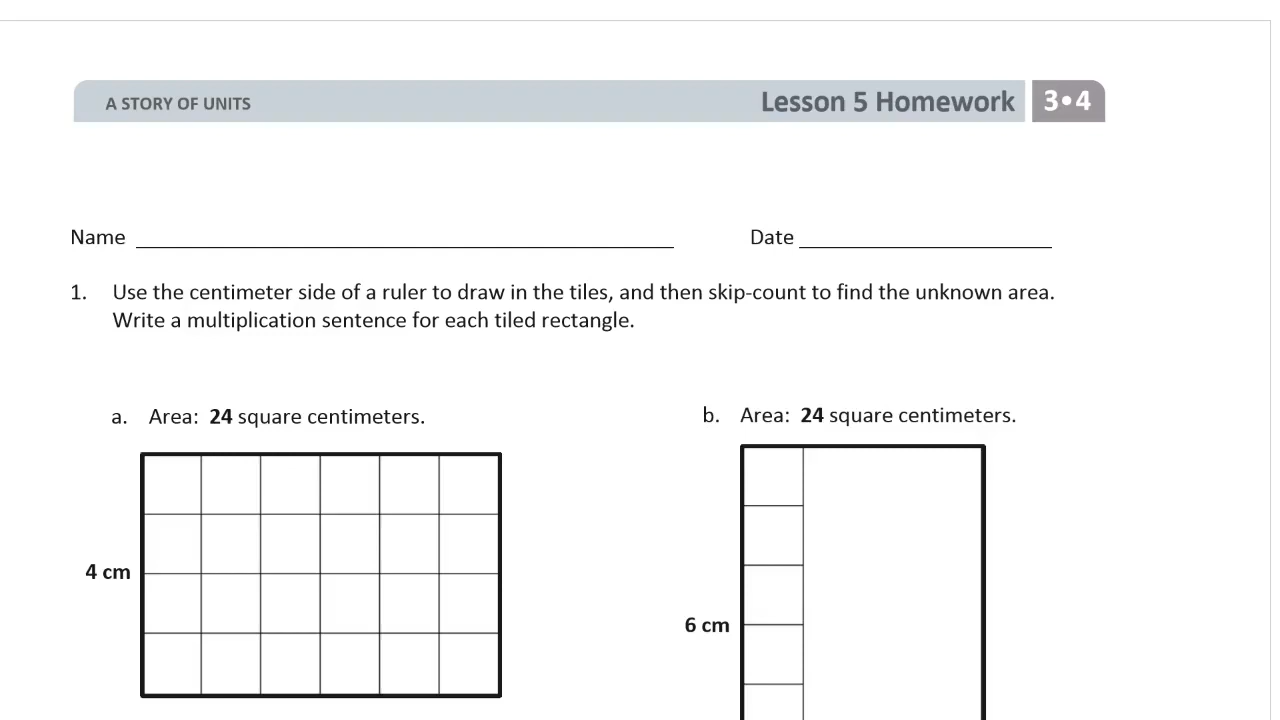 A STORY OF UNITS
Lesson 5 Homework
3•4
Name
Date
1. Use the centimeter side of a ruler to draw in the tiles, and then skip-count to find the unknown area.
Write a multiplication sentence for each tiled rectangle.
a. Area: 24 square centimeters.
b. Area: 24 square centimeters.
4 cm
6 cm